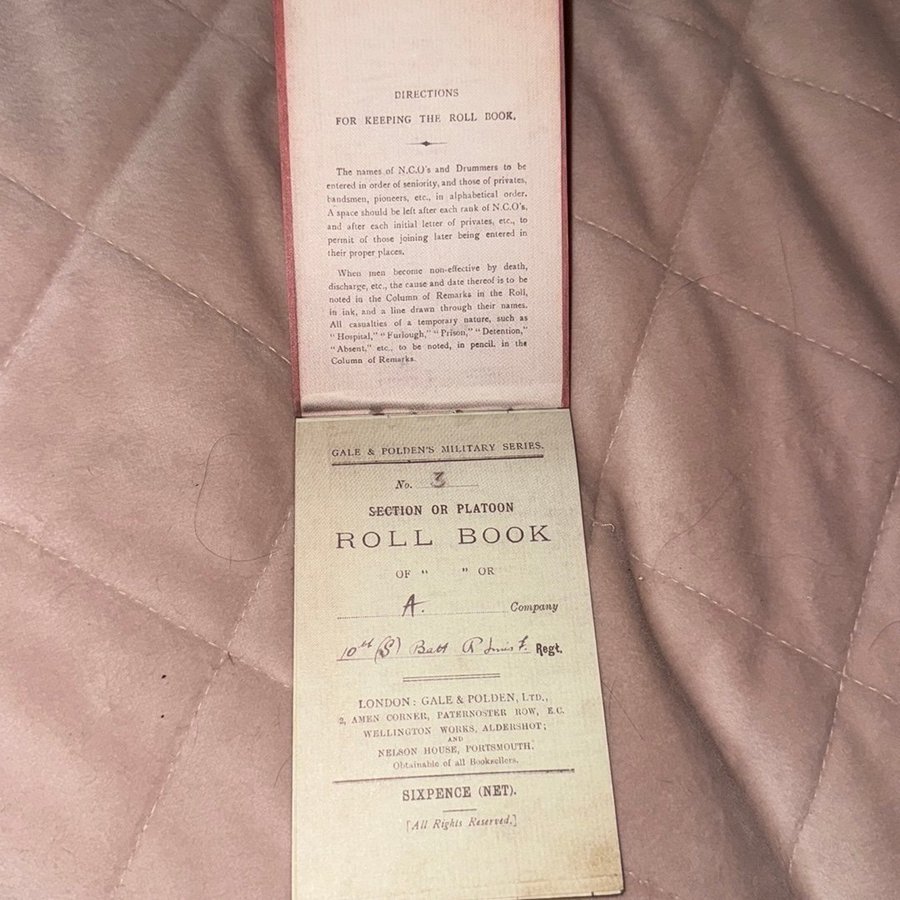 DIRECTIONS
FOR KEEPING THE ROLL BOOK.
The names of N.C.O's and Drummers to be
entered in order of seniority, and those of privates,
bandsmen, pioneers, etc., in alphabetical order.
A space should be left after each rank of N.C.O's,
and after each initial letter of privates, etc., to
permit of those joining later being entered in
their proper places.
When men become non-effective by death,
discharge, etc., the cause and date thereof is to be
noted in the Column of Remarks in the Roll,
in ink, and a line drawn through their names.
All casualties of a temporary nature, such as
"Hospital," "Furlough," "Prison," "Detention,"
"Absent," etc., to be noted, in pencil, in the
Column of Remarks.
GALE & POLDEN'S MILITARY SERIES.
No. 3
SECTION OR PLATOON
ROLL BOOK
OF " " OR
A. Company
10th (S) Batt R Innis F. Regt.
LONDON: GALE & POLDEN, LTD.,
2, AMEN CORNER, PATERNOSTER ROW, E.C.
WELLINGTON WORKS, ALDERSHOT;
AND
NELSON HOUSE, PORTSMOUTH.
Obtainable of all Booksellers.
SIXPENCE (NET).
[All Rights Reserved.]